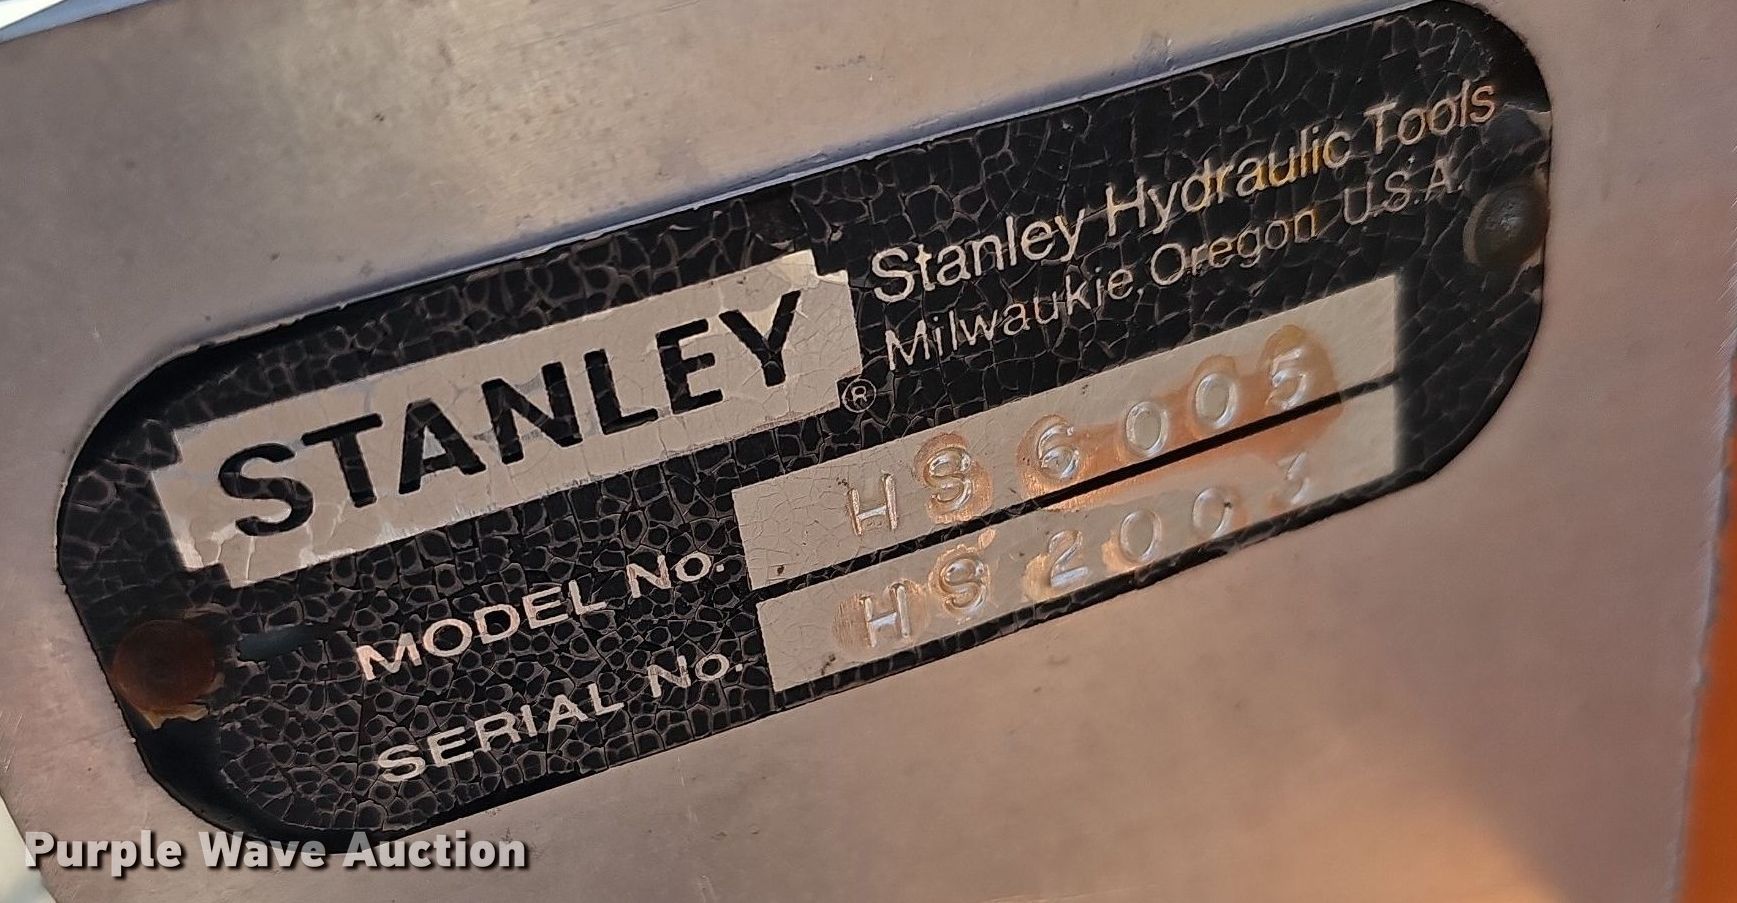 STANLEY®
Stanley Hydraulic Tools
Milwaukie, Oregon U.S.A.
MODEL No. HS6005
SERIAL No. HS2003
Purple Wave Auction